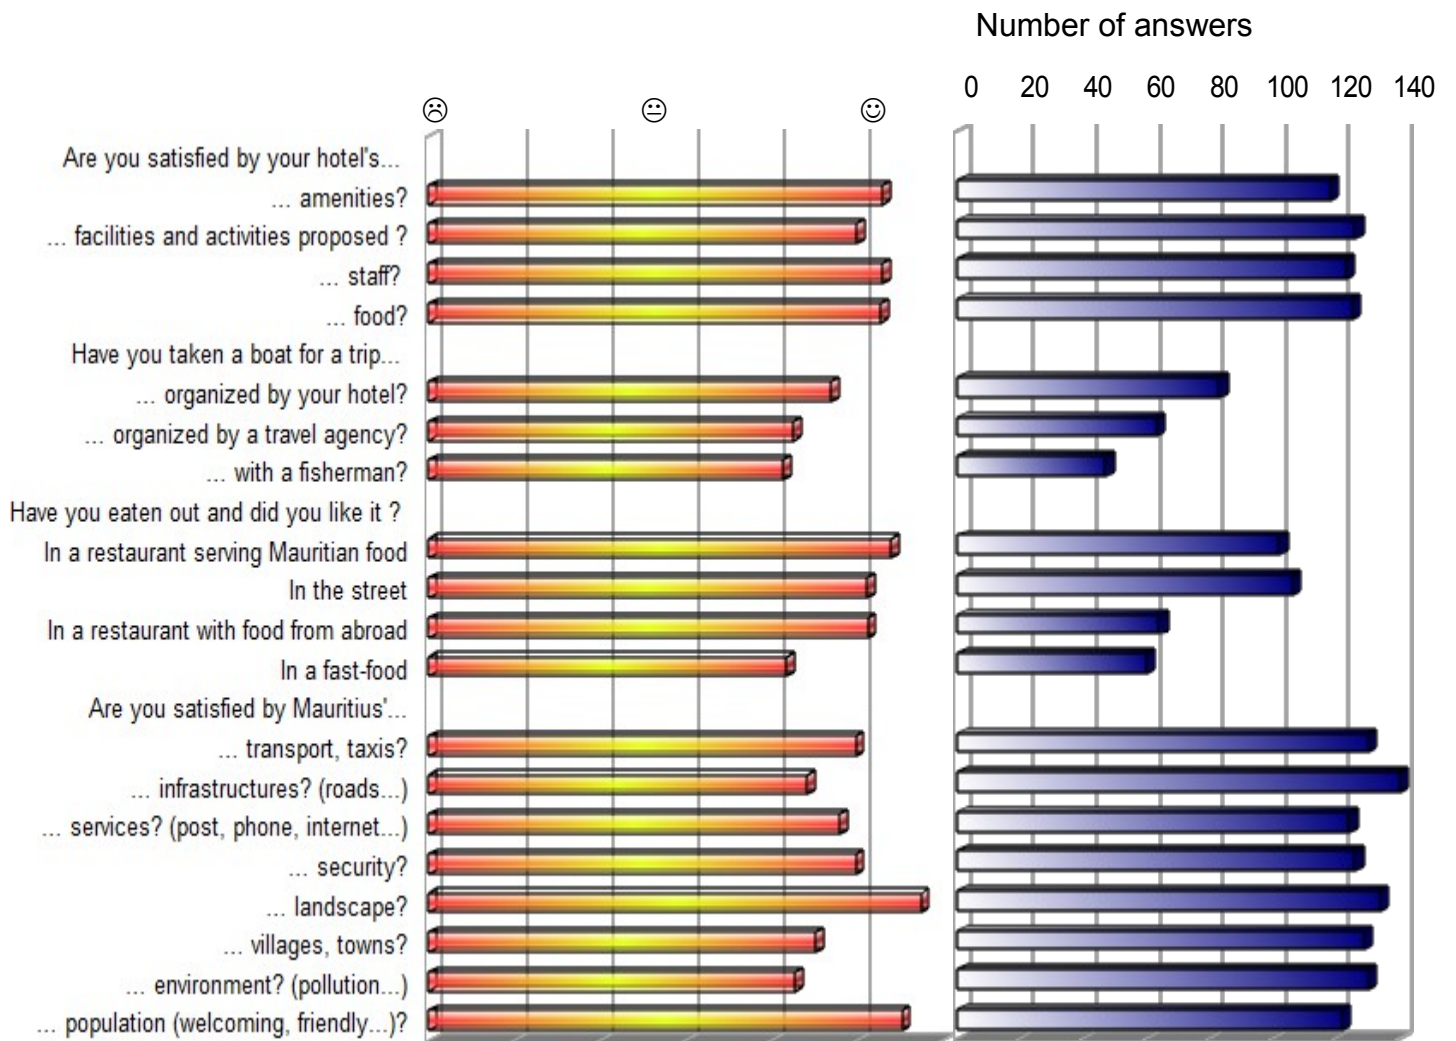 Number of answers
0 20 40 60 80 100 120 140
Are you satisfied by your hotel's...
... amenities?
... facilities and activities proposed ?
... staff?
... food?
Have you taken a boat for a trip...
... organized by your hotel?
... organized by a travel agency?
... with a fisherman?
Have you eaten out and did you like it ?
In a restaurant serving Mauritian food
In the street
In a restaurant with food from abroad
In a fast-food
Are you satisfied by Mauritius'...
... transport, taxis?
... infrastructures? (roads...)
... services? (post, phone, internet...)
... security?
... landscape?
... villages, towns?
... environment? (pollution...)
... population (welcoming, friendly...)?